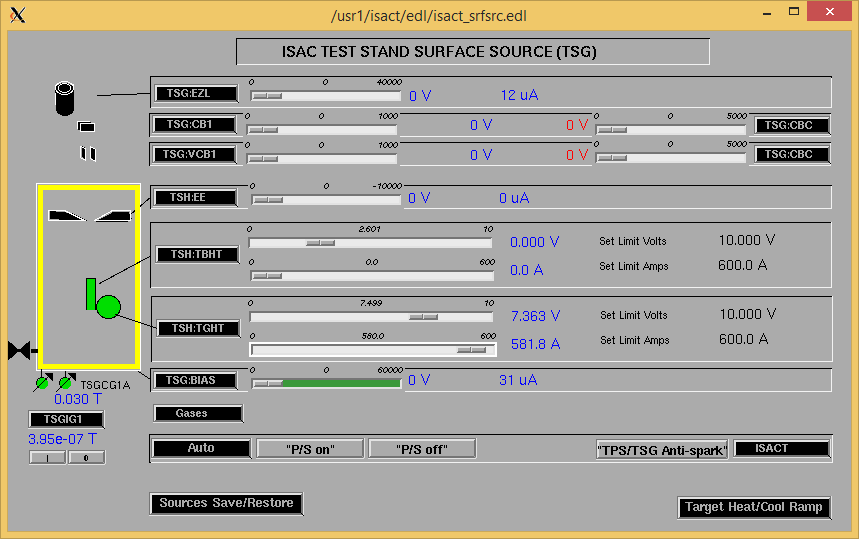 /usr1/isact/edl/isact_srfsrc.edl
ISAC TEST STAND SURFACE SOURCE (TSG)
TSG:EZL 0 0 40000 0 V 12 uA
TSG:CB1 0 1000 0 V 0 V 0 5000 TSG:CBC
TSG:VCB1 0 1000 0 V 0 V 0 5000 TSG:CBC
TSH:EE 0 0 -10000 0 V 0 uA
TSH:TBHT
0 2.601 10 0.000 V Set Limit Volts 10.000 V
0 0.0 600 0.0 A Set Limit Amps 600.0 A
TSH:TGHT
0 7.499 10 7.363 V Set Limit Volts 10.000 V
0 580.0 600 581.8 A Set Limit Amps 600.0 A
TSG:BIAS 0 0 60000 0 V 31 uA
TSGCG1A
0.030 T
TSGIG1
3.95e-07 T
I 0
Gases
Auto "P/S on" "P/S off" "TPS/TSG Anti-spark" ISACT
Sources Save/Restore
Target Heat/Cool Ramp